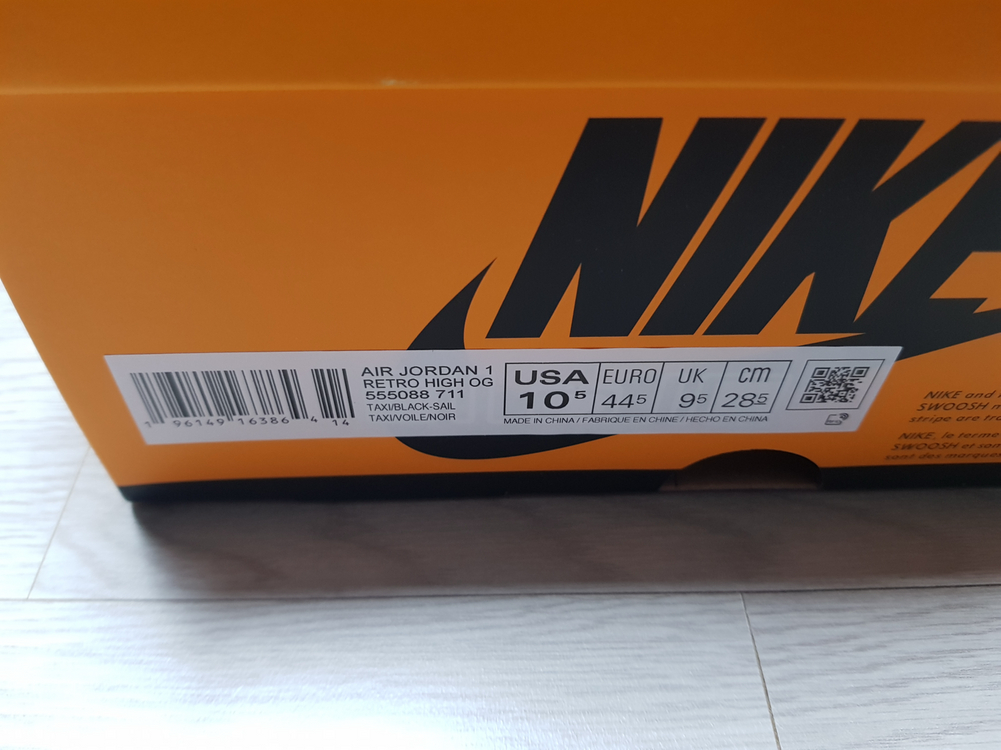 NIKE
AIR JORDAN 1
RETRO HIGH OG
555088 711
TAXI/BLACK-SAIL
TAXI/VOILE/NOIR
USA EURO UK cm
10⁵ 44⁵ 9⁵ 28⁵
MADE IN CHINA / FABRIQUE EN CHINE / HECHO EN CHINA
1 96149 16386 4 14
NIKE and
SWOOSH
stripe are
NIKE, le terme
SWOOSH et son
sont des marques